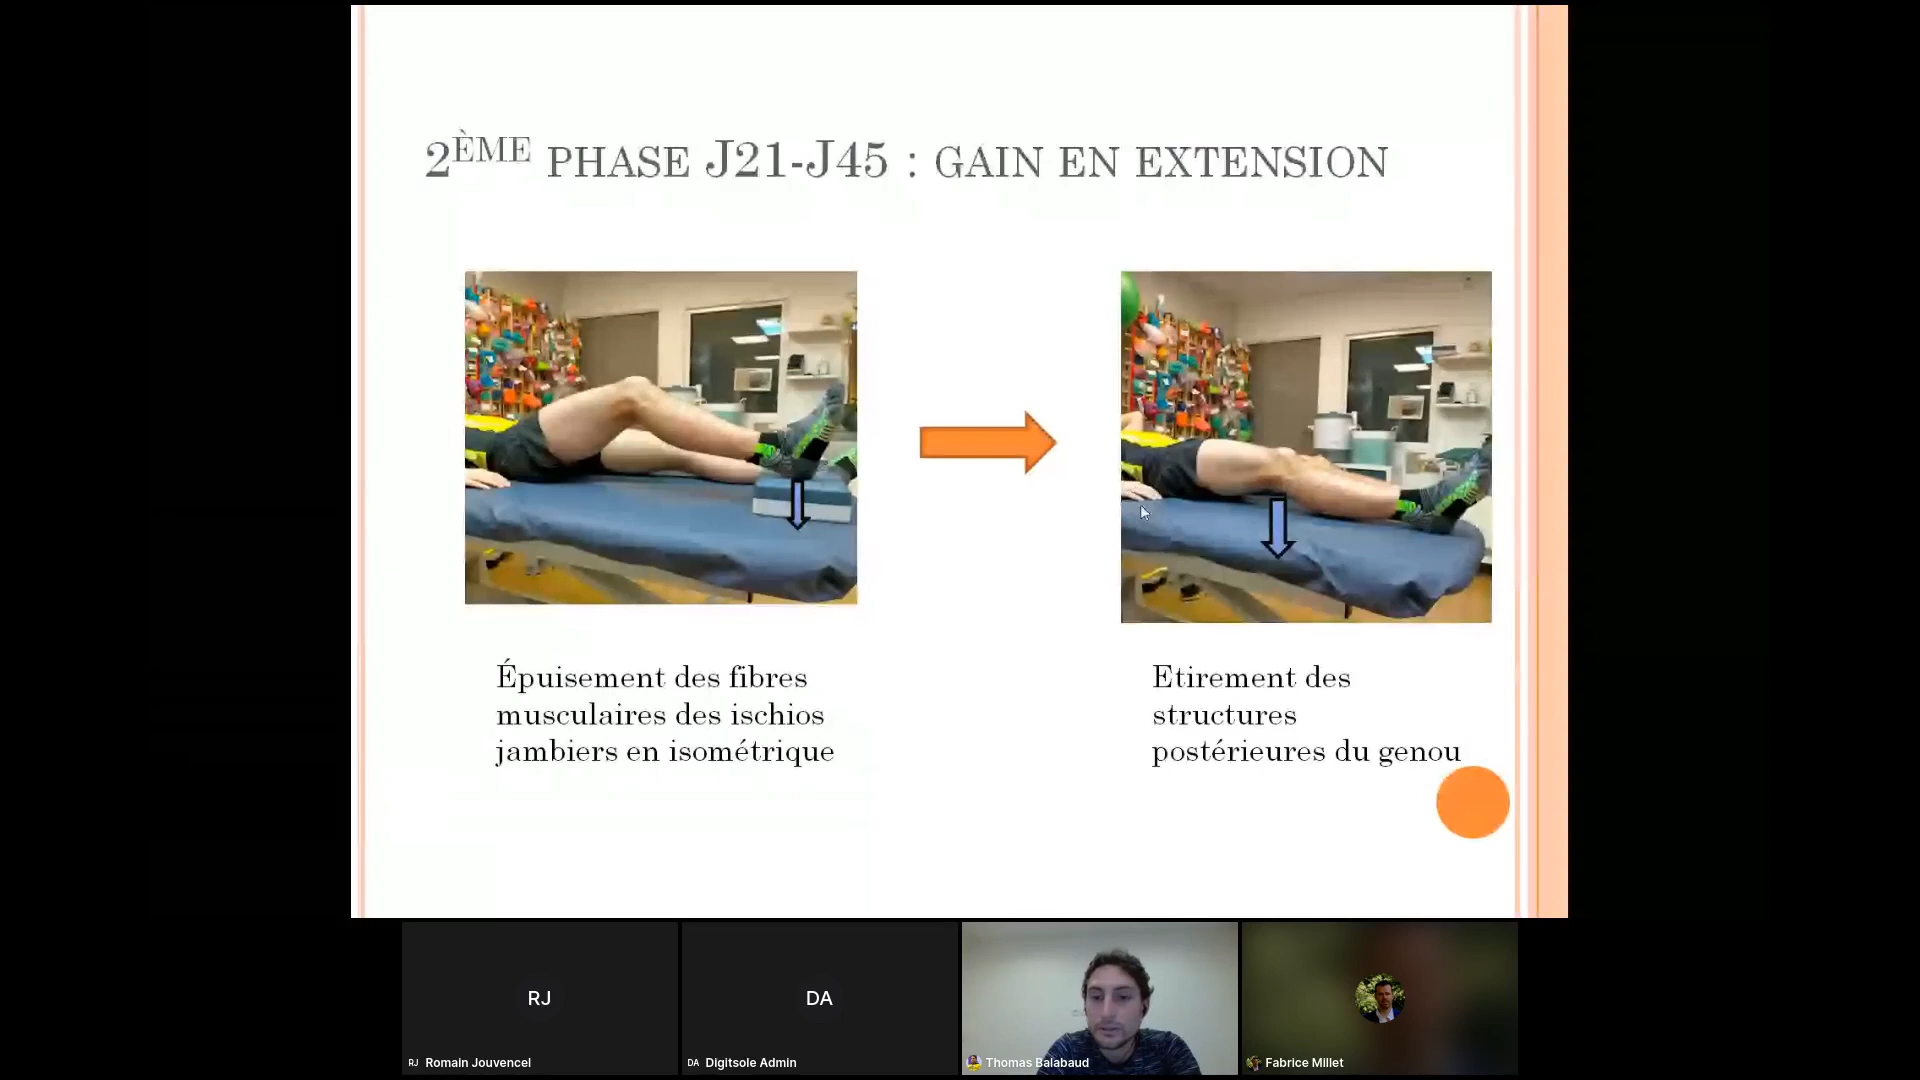 2ÈME PHASE J21-J45 : GAIN EN EXTENSION
Épuisement des fibres
musculaires des ischios
jambiers en isométrique
Etirement des
structures
postérieures du genou
RJ
DA
RJ Romain Jouvencel
DA Digitsole Admin
Thomas Balabaud
Fabrice Millet